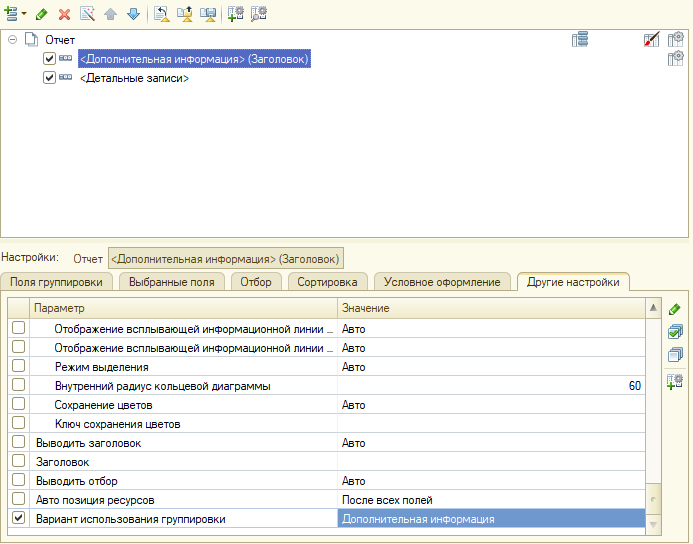 Отчет
<Дополнительная информация> (Заголовок)
<Детальные записи>
Настройки: Отчет <Дополнительная информация> (Заголовок)
Поля группировки Выбранные поля Отбор Сортировка Условное оформление Другие настройки
Параметр Значение
Отображение всплывающей информационной линии ... Авто
Отображение всплывающей информационной линии ... Авто
Режим выделения Авто
Внутренний радиус кольцевой диаграммы 60
Сохранение цветов Авто
Ключ сохранения цветов
Выводить заголовок Авто
Заголовок
Выводить отбор Авто
Авто позиция ресурсов После всех полей
Вариант использования группировки Дополнительная информация